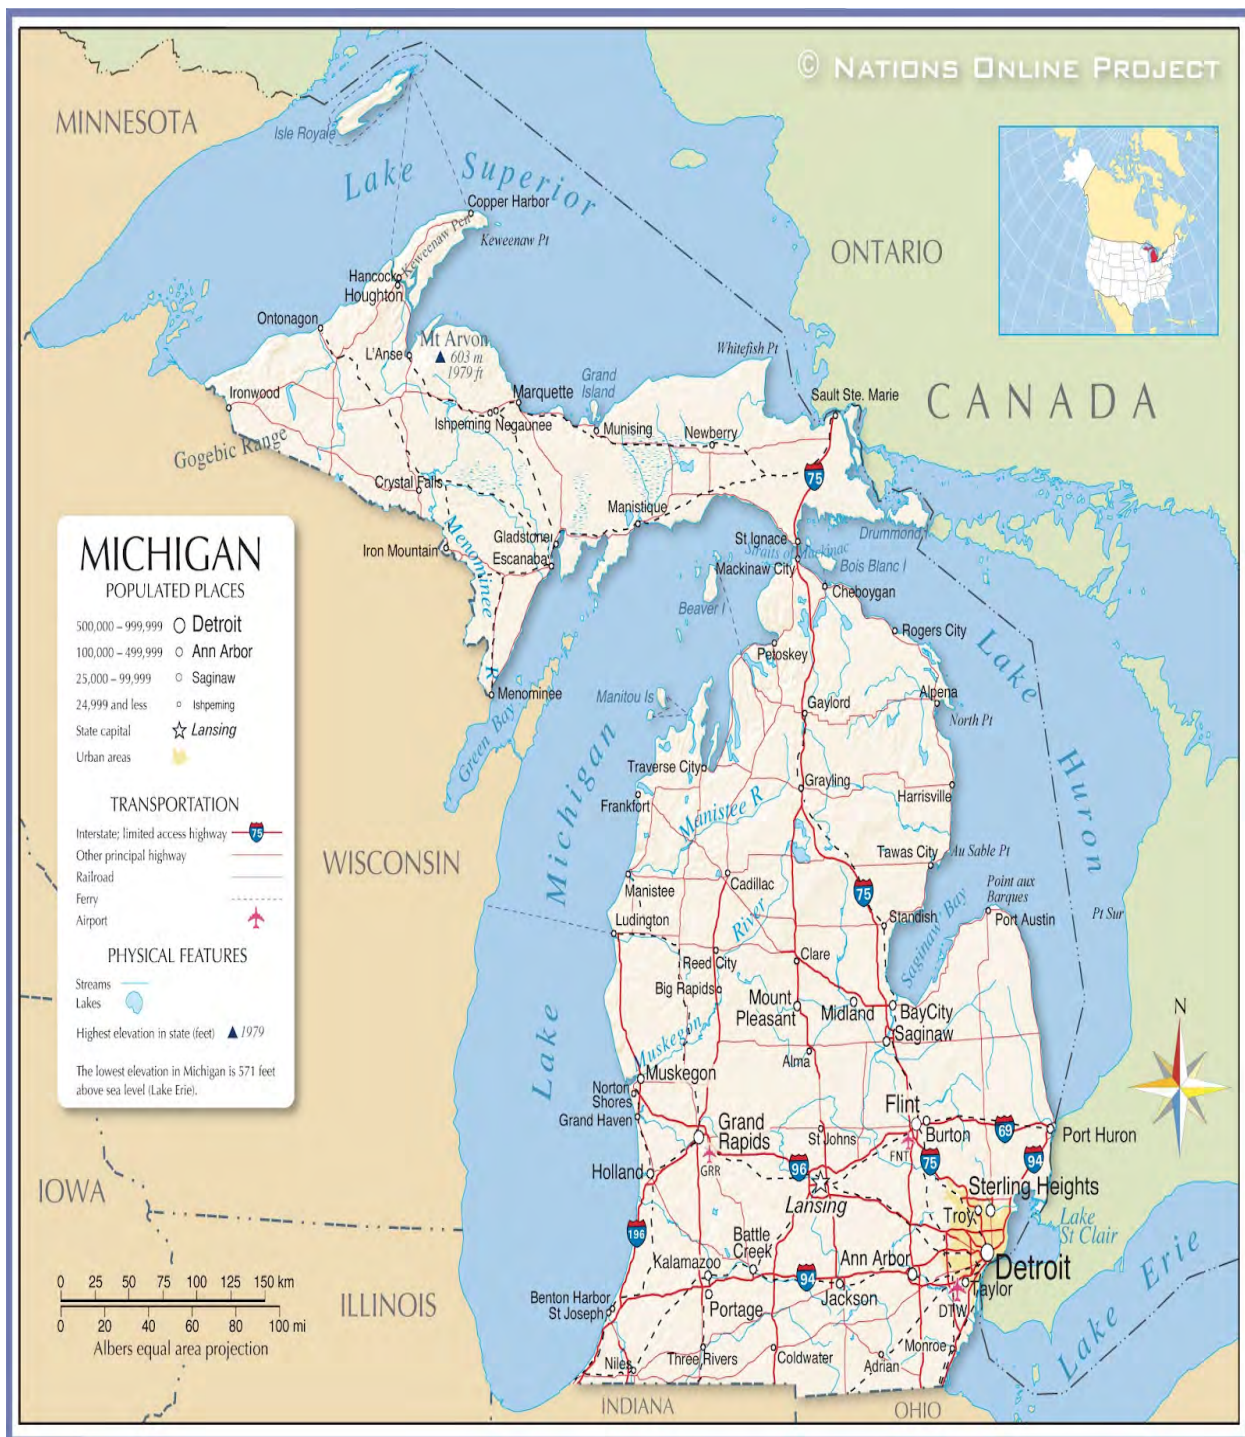 © NATIONS ONLINE PROJECT
MINNESOTA
Isle Royale
Lake Superior
Copper Harbor
Keweenaw Pen
Keweenaw Pt
ONTARIO
Hancock
Houghton
Ontonagon
L'Anse
Mt Arvon
603 m
1979 ft
Whitefish Pt
Grand
Island
Ironwood
Marquette
Sault Ste. Marie
CANADA
Ishpeming
Negaunee
Munising
Newberry
Gogebic Range
75
Crystal Falls
Manistique
Menominee R
Gladstone
Escanaba
Iron Mountain
St Ignace
Straits of Mackinac
Mackinaw City
Drummond I
Bois Blanc I
Cheboygan
Beaver I
Rogers City
Petoskey
Lake Huron
Menominee
Green Bay
Manitou Is
Gaylord
Alpena
North Pt
Lake Michigan
Traverse City
Frankfort
Grayling
Harrisville
Manistee R
WISCONSIN
Tawas City
Au Sable Pt
Manistee
Cadillac
75
Point aux
Barques
Port Austin
Pt Sur
Ludington
Muskegon River
Standish
Saginaw Bay
Reed City
Clare
Big Rapids
Mount
Pleasant
Midland
BayCity
Saginaw
Alma
N
Muskegon
Norton
Shores
Grand Haven
Grand
Rapids
St Johns
Flint
Burton
69
Port Huron
GRR
FNT
96
75
94
Holland
Lansing
Sterling Heights
Troy
Lake
St Clair
IOWA
196
Battle
Creek
Kalamazoo
94
Ann Arbor
Detroit
Lake Erie
Benton Harbor
St Joseph
Portage
Jackson
Taylor
DTW
ILLINOIS
Niles
Three Rivers
Coldwater
Adrian
Monroe
INDIANA
OHIO
MICHIGAN
POPULATED PLACES
500,000 – 999,999 Detroit
100,000 – 499,999 Ann Arbor
25,000 – 99,999 Saginaw
24,999 and less Ishpeming
State capital Lansing
Urban areas
TRANSPORTATION
Interstate; limited access highway 75
Other principal highway
Railroad
Ferry
Airport
PHYSICAL FEATURES
Streams
Lakes
Highest elevation in state (feet) 1979
The lowest elevation in Michigan is 571 feet
above sea level (Lake Erie).
0 25 50 75 100 125 150 km
0 20 40 60 80 100 mi
Albers equal area projection